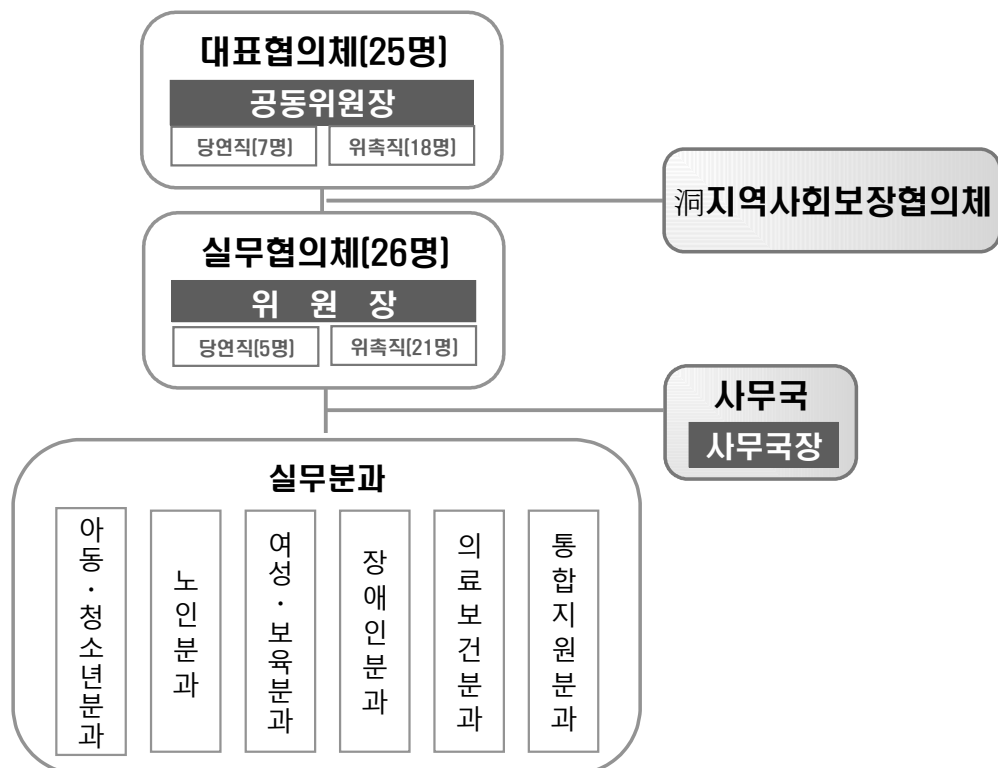 대표협의체(25명)
공동위원장
당연직(7명)
위촉직(18명)
洞지역사회보장협의체
실무협의체(26명)
위 원 장
당연직(5명)
위촉직(21명)
사무국
사무국장
실무분과
아동·청소년분과
노인분과
여성·보육분과
장애인분과
의료보건분과
통합지원분과